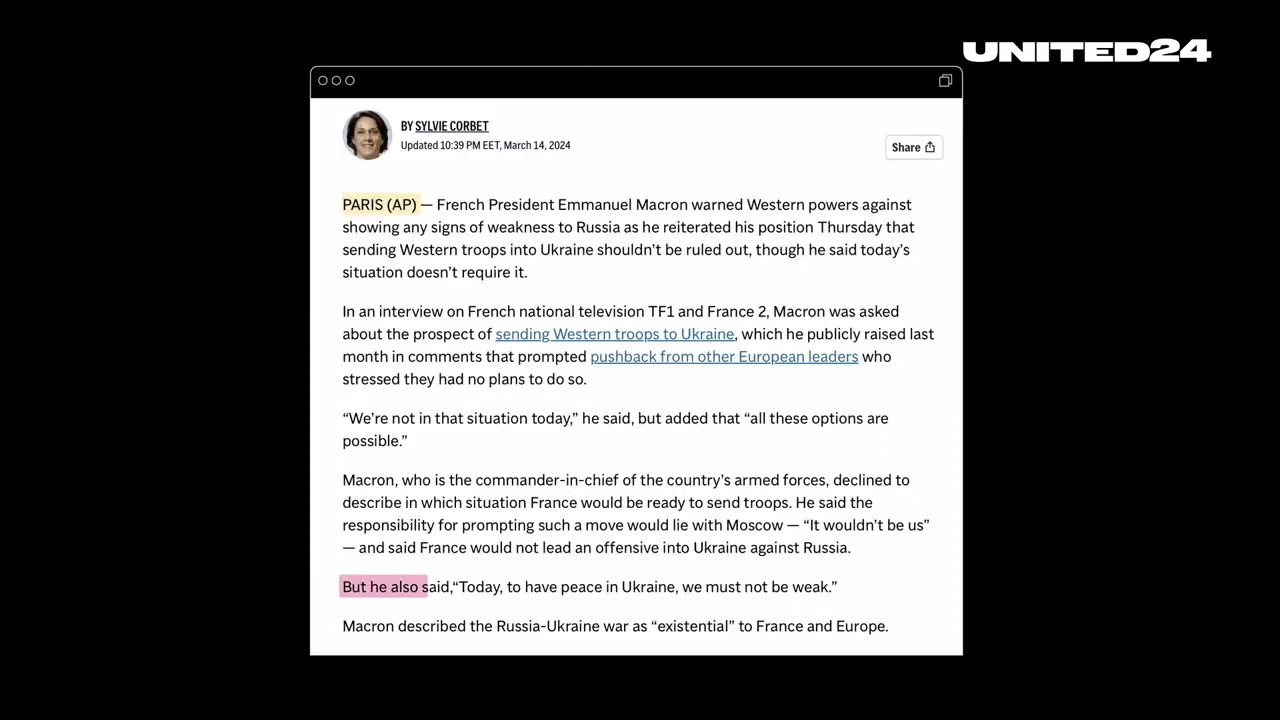 UNITED24
BY SYLVIE CORBET
Updated 10:39 PM EET, March 14, 2024
Share
PARIS (AP) — French President Emmanuel Macron warned Western powers against
showing any signs of weakness to Russia as he reiterated his position Thursday that
sending Western troops into Ukraine shouldn’t be ruled out, though he said today’s
situation doesn’t require it.
In an interview on French national television TF1 and France 2, Macron was asked
about the prospect of sending Western troops to Ukraine, which he publicly raised last
month in comments that prompted pushback from other European leaders who
stressed they had no plans to do so.
“We’re not in that situation today,” he said, but added that “all these options are
possible.”
Macron, who is the commander-in-chief of the country’s armed forces, declined to
describe in which situation France would be ready to send troops. He said the
responsibility for prompting such a move would lie with Moscow — “It wouldn’t be us”
— and said France would not lead an offensive into Ukraine against Russia.
But he also said,“Today, to have peace in Ukraine, we must not be weak.”
Macron described the Russia-Ukraine war as “existential” to France and Europe.